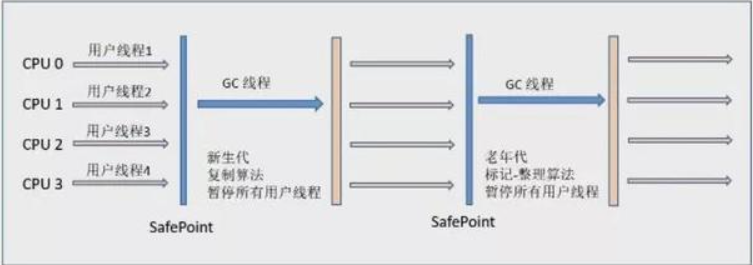 CPU 0
用户线程1
CPU 1
用户线程2
CPU 2
用户线程3
CPU 3
用户线程4
SafePoint
GC 线程
新生代
复制算法
暂停所有用户线程
SafePoint
GC 线程
老年代
标记-整理算法
暂停所有用户线程